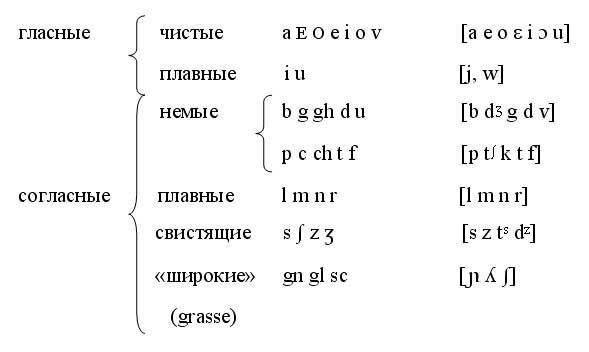 гласные чистые a E O e i o v [a e o ɛ i ɔ u]
плавные i u [j, w]
немые b g gh d u [b dʒ g d v]
p c ch t f [p tʃ k t f]
согласные плавные l m n r [l m n r]
свистящие s ʃ z ʒ [s z tˢ dᶻ]
«широкие» gn gl sc [ɲ ʎ ʃ]
(grasse)